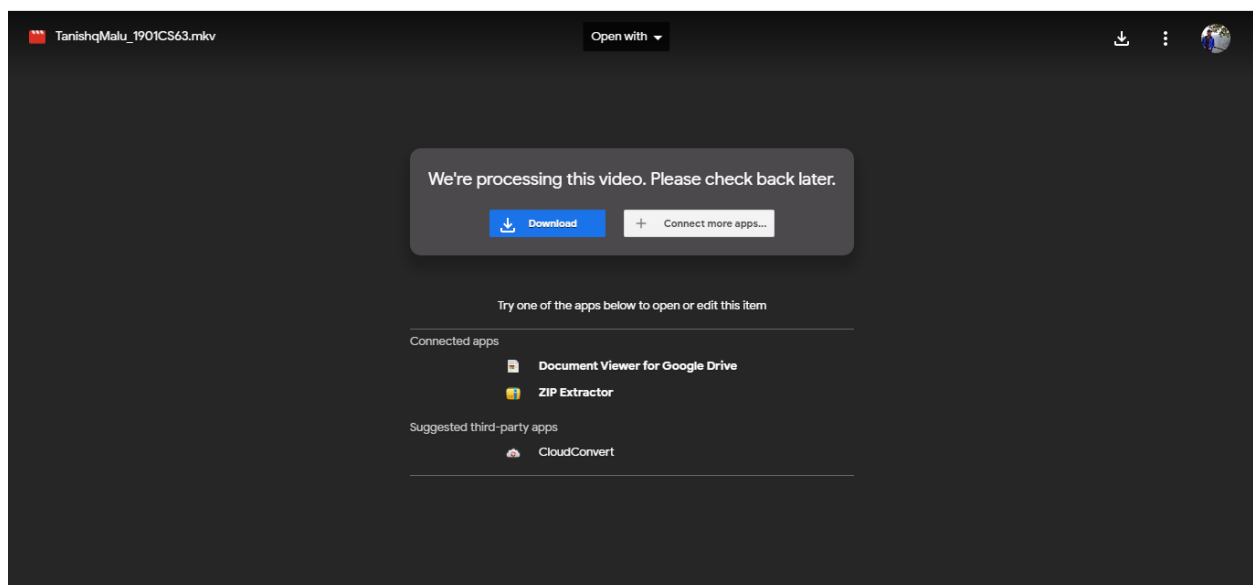 TanishqMalu_1901CS63.mkv
Open with
We're processing this video. Please check back later.
Download
Connect more apps...
Try one of the apps below to open or edit this item
Connected apps
Document Viewer for Google Drive
ZIP Extractor
Suggested third-party apps
CloudConvert